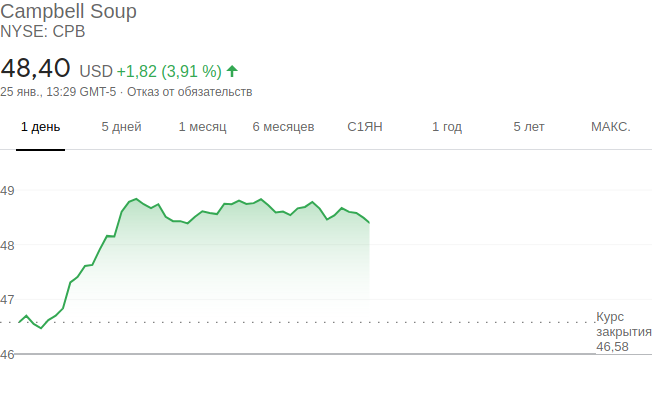 Campbell Soup
NYSE: CPB
48,40 USD +1,82 (3,91 %)
25 янв., 13:29 GMT-5 · Отказ от обязательств
1 день 5 дней 1 месяц 6 месяцев С1ЯН 1 год 5 лет МАКС.
49
48
47
Курс
закрытия
46,58
46